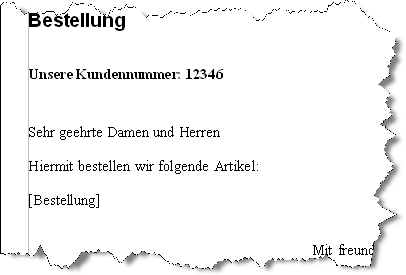 Bestellung
Unsere Kundennummer: 12346
Sehr geehrte Damen und Herren
Hiermit bestellen wir folgende Artikel:
[Bestellung]
Mit freund